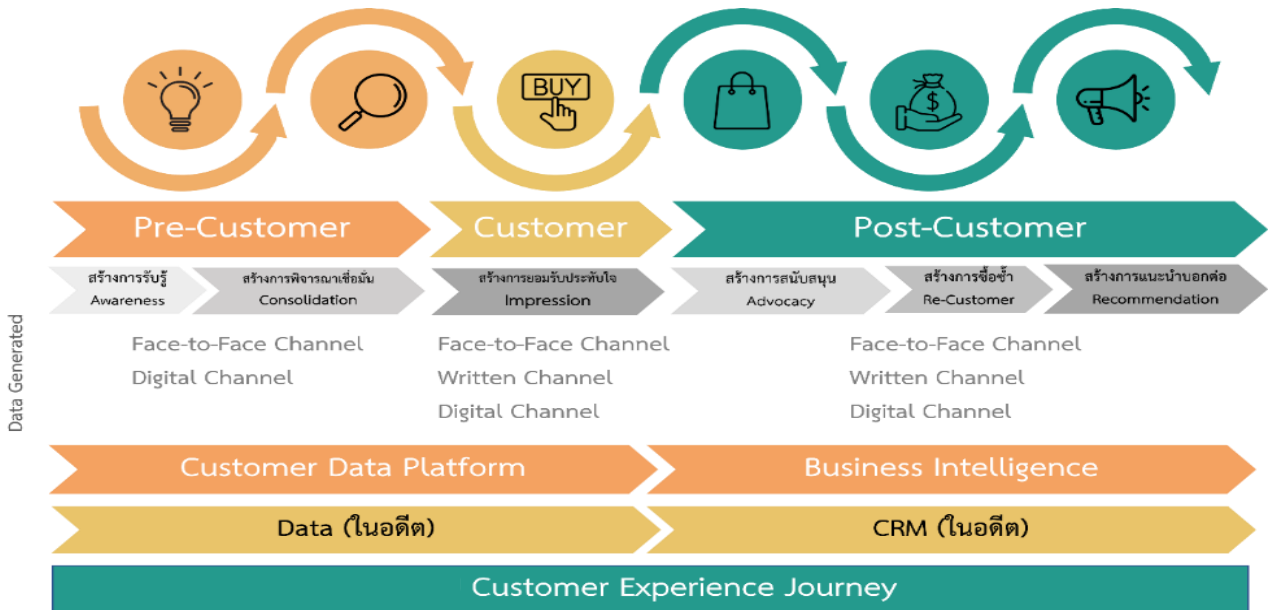 BUY
$
Pre-Customer
Customer
Post-Customer
สร้างการรับรู้
Awareness
สร้างการพิจารณาเชื่อมั่น
Consolidation
สร้างการยอมรับประทับใจ
Impression
สร้างการสนับสนุน
Advocacy
สร้างการซื้อซ้ำ
Re-Customer
สร้างการแนะนำบอกต่อ
Recommendation
Data Generated
Face-to-Face Channel
Digital Channel
Face-to-Face Channel
Written Channel
Digital Channel
Face-to-Face Channel
Written Channel
Digital Channel
Customer Data Platform
Business Intelligence
Data (ในอดีต)
CRM (ในอดีต)
Customer Experience Journey